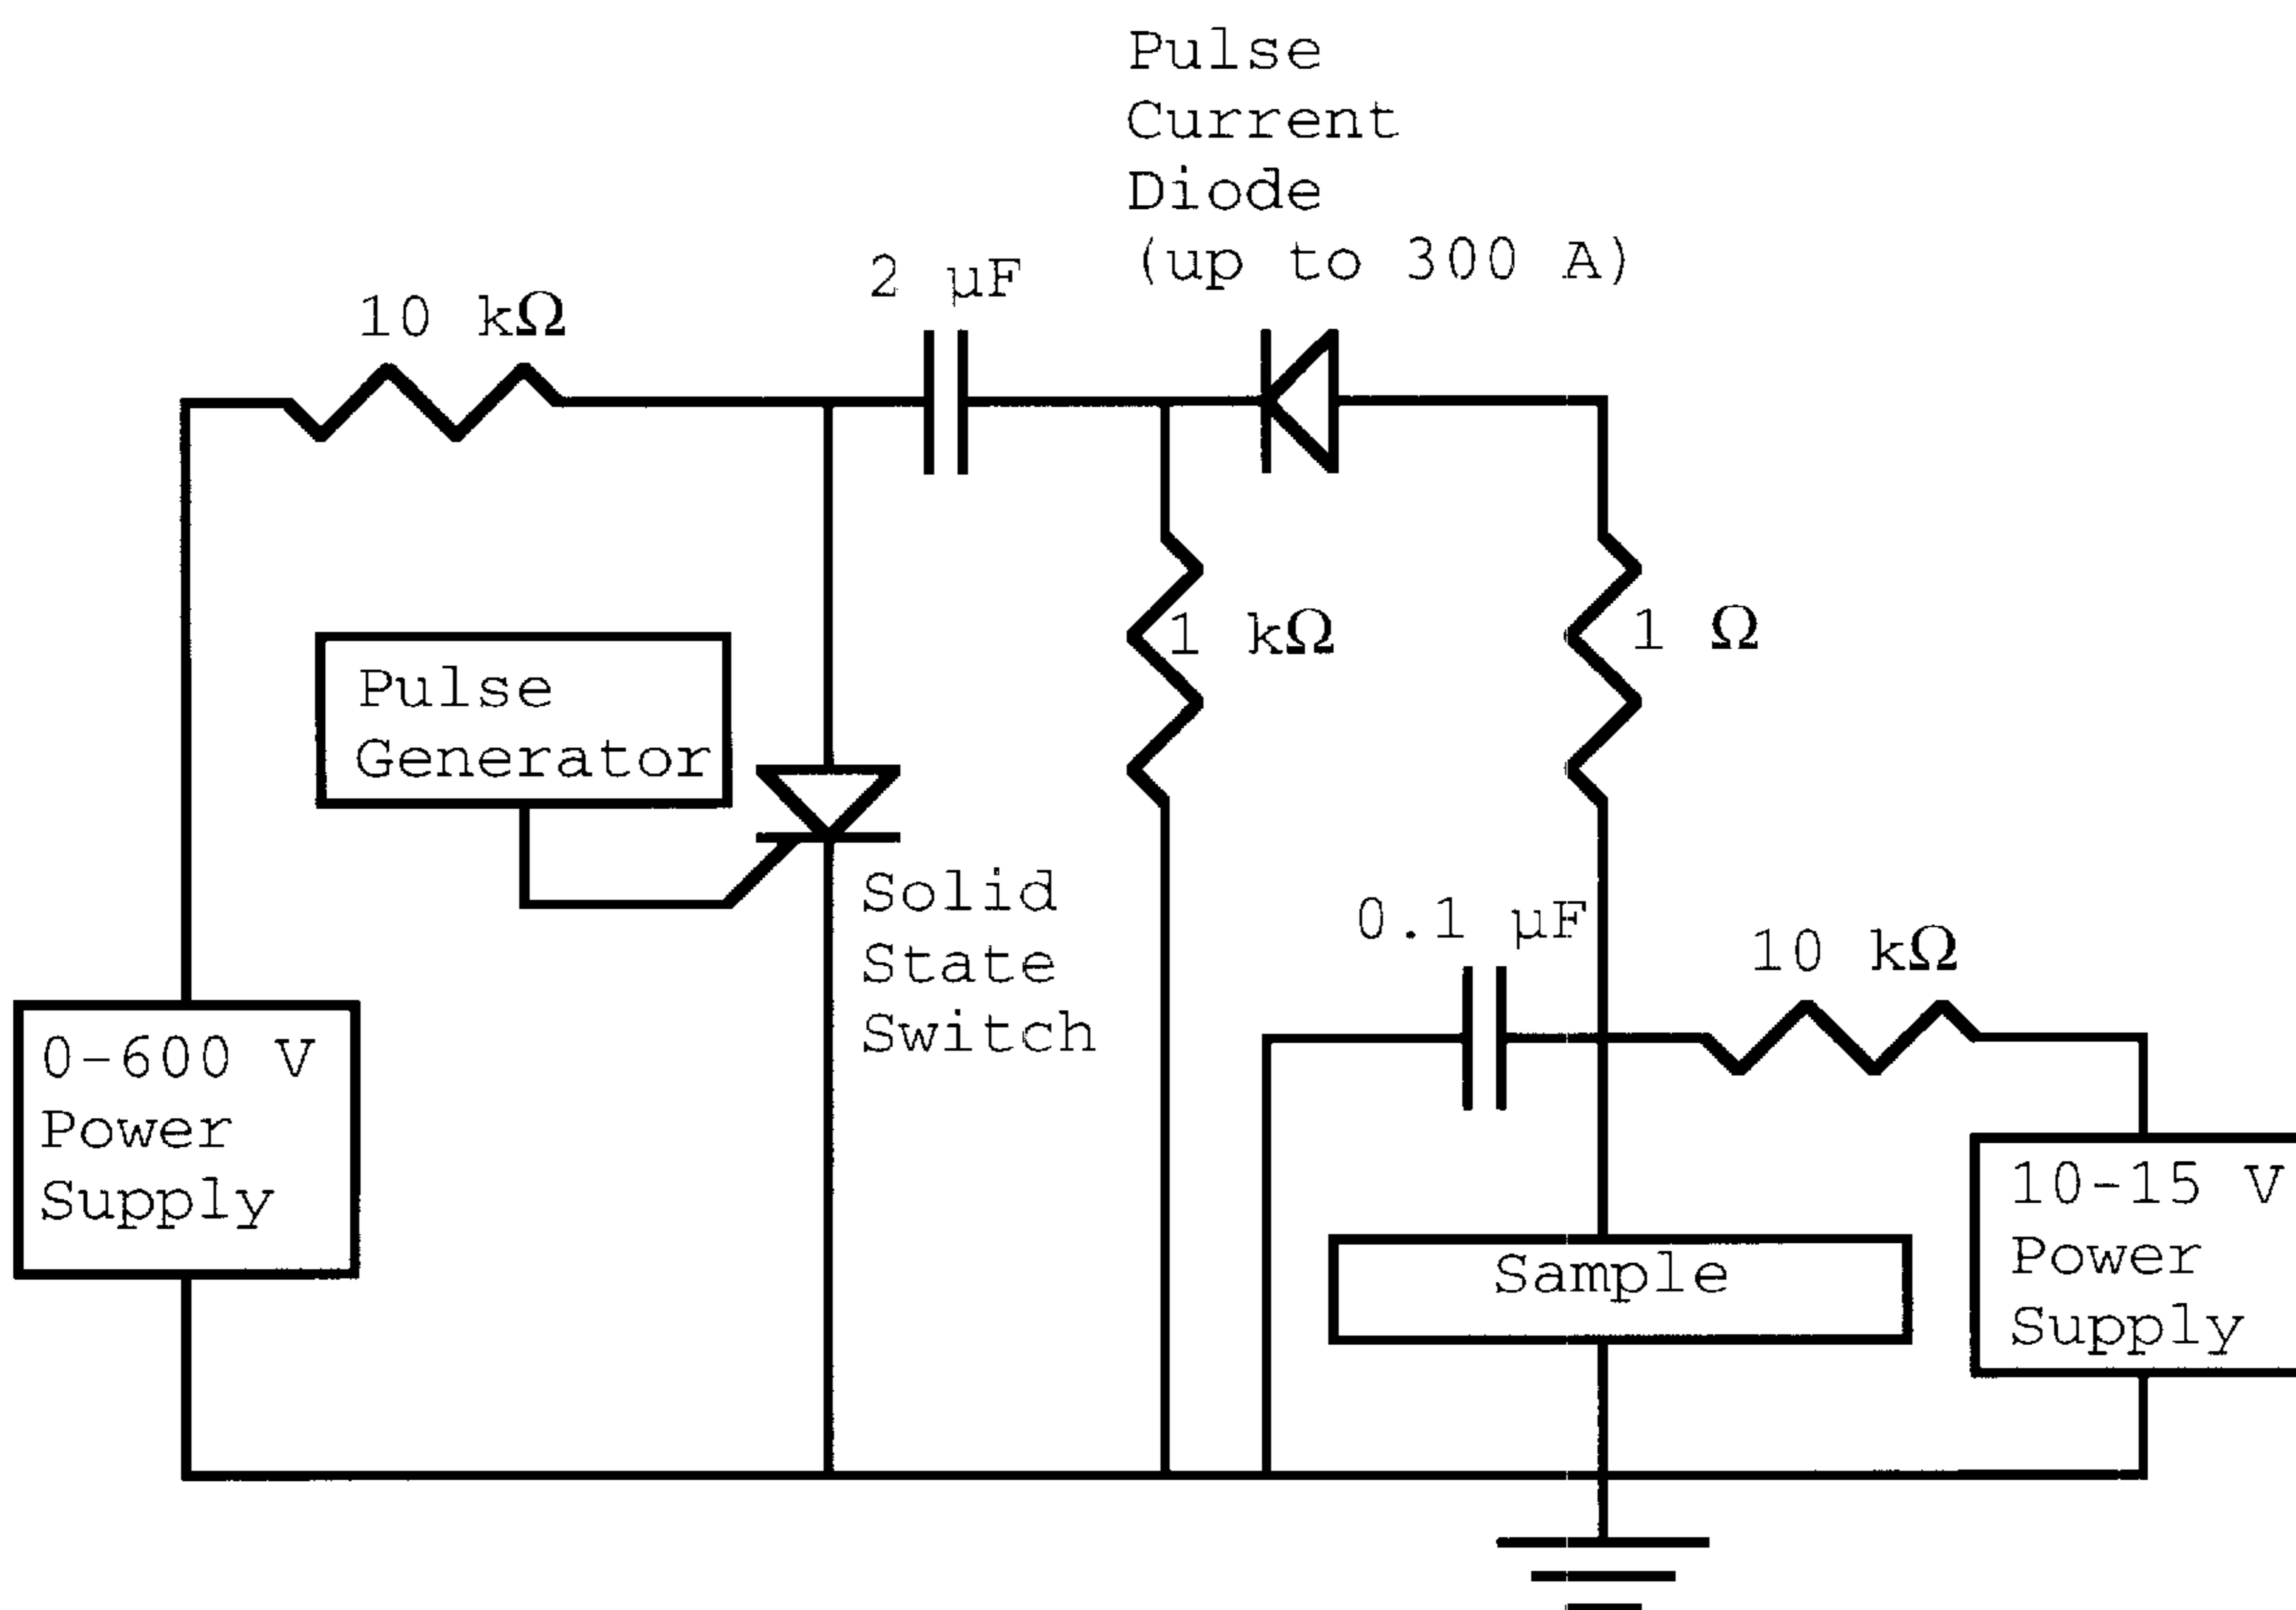 Pulse
Current
Diode
(up to 300 A)
2 µF
10 kΩ
1 kΩ
1 Ω
Pulse
Generator
Solid
State
Switch
0.1 µF
10 kΩ
0-600 V
Power
Supply
10-15 V
Power
Supply
Sample